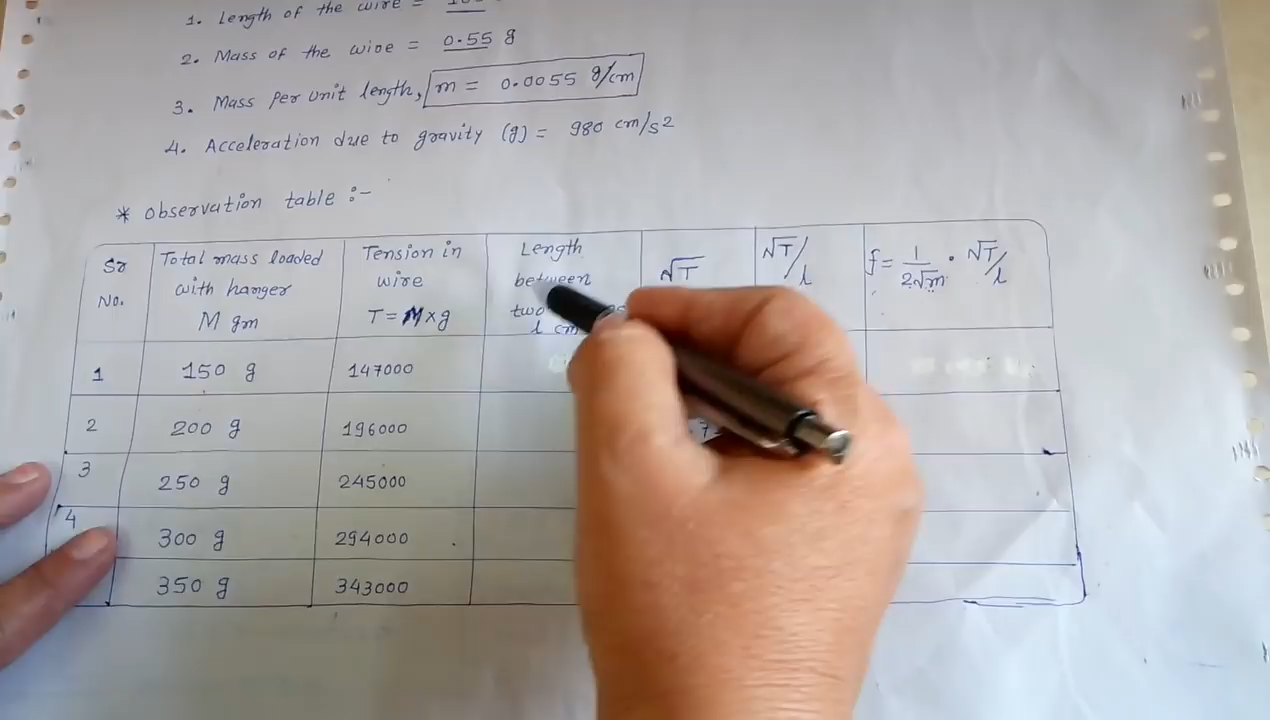 1. Length of the wire =
2. Mass of the wire = 0.55 g
3. Mass per unit length, m = 0.0055 g/cm
4. Acceleration due to gravity (g) = 980 cm/s2
* Observation table :-
Sr No.
Total mass loaded with hanger M gm
Tension in wire T = M×g
Length between two l cm
√T
√T/l
f = 1/2√m · √T/l
1 150 g 147000
2 200 g 196000
3 250 g 245000
4 300 g 294000
350 g 343000